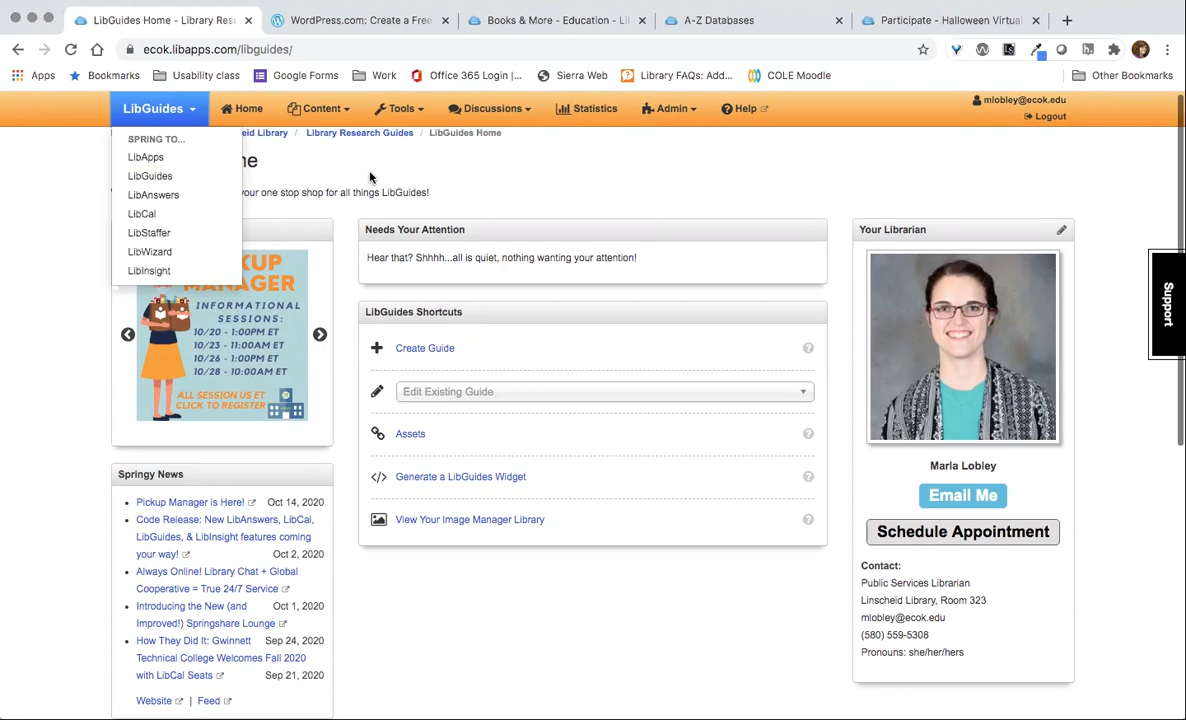 LibGuides Home - Library Rese
WordPress.com: Create a Free
Books & More - Education - Li
A-Z Databases
Participate - Halloween Virtual
ecok.libapps.com/libguides/
Apps
Bookmarks
Usability class
Google Forms
Work
Office 365 Login |...
Sierra Web
Library FAQs: Add...
COLE Moodle
Other Bookmarks
LibGuides
Home
Content
Tools
Discussions
Statistics
Admin
Help
mlobley@ecok.edu
Logout
eid Library / Library Research Guides / LibGuides Home
SPRING TO...
LibApps
LibGuides
LibAnswers
LibCal
LibStaffer
LibWizard
LibInsight
me
your one stop shop for all things LibGuides!
KUP
MANAGER
INFORMATIONAL
SESSIONS:
10/20 - 1:00PM ET
10/23 - 11:00AM ET
10/26 - 1:00PM ET
10/28 - 10:00AM ET
ALL SESSION US ET
CLICK TO REGISTER
Springy News
Pickup Manager is Here! Oct 14, 2020
Code Release: New LibAnswers, LibCal,
LibGuides, & LibInsight features coming
your way! Oct 2, 2020
Always Online! Library Chat + Global
Cooperative = True 24/7 Service
Introducing the New (and Oct 1, 2020
Improved!) Springshare Lounge
How They Did It: Gwinnett Sep 24, 2020
Technical College Welcomes Fall 2020
with LibCal Seats Sep 21, 2020
Website | Feed
Needs Your Attention
Hear that? Shhhh...all is quiet, nothing wanting your attention!
LibGuides Shortcuts
Create Guide
Edit Existing Guide
Assets
Generate a LibGuides Widget
View Your Image Manager Library
Your Librarian
Marla Lobley
Email Me
Schedule Appointment
Contact:
Public Services Librarian
Linscheid Library, Room 323
mlobley@ecok.edu
(580) 559-5308
Pronouns: she/her/hers
Support